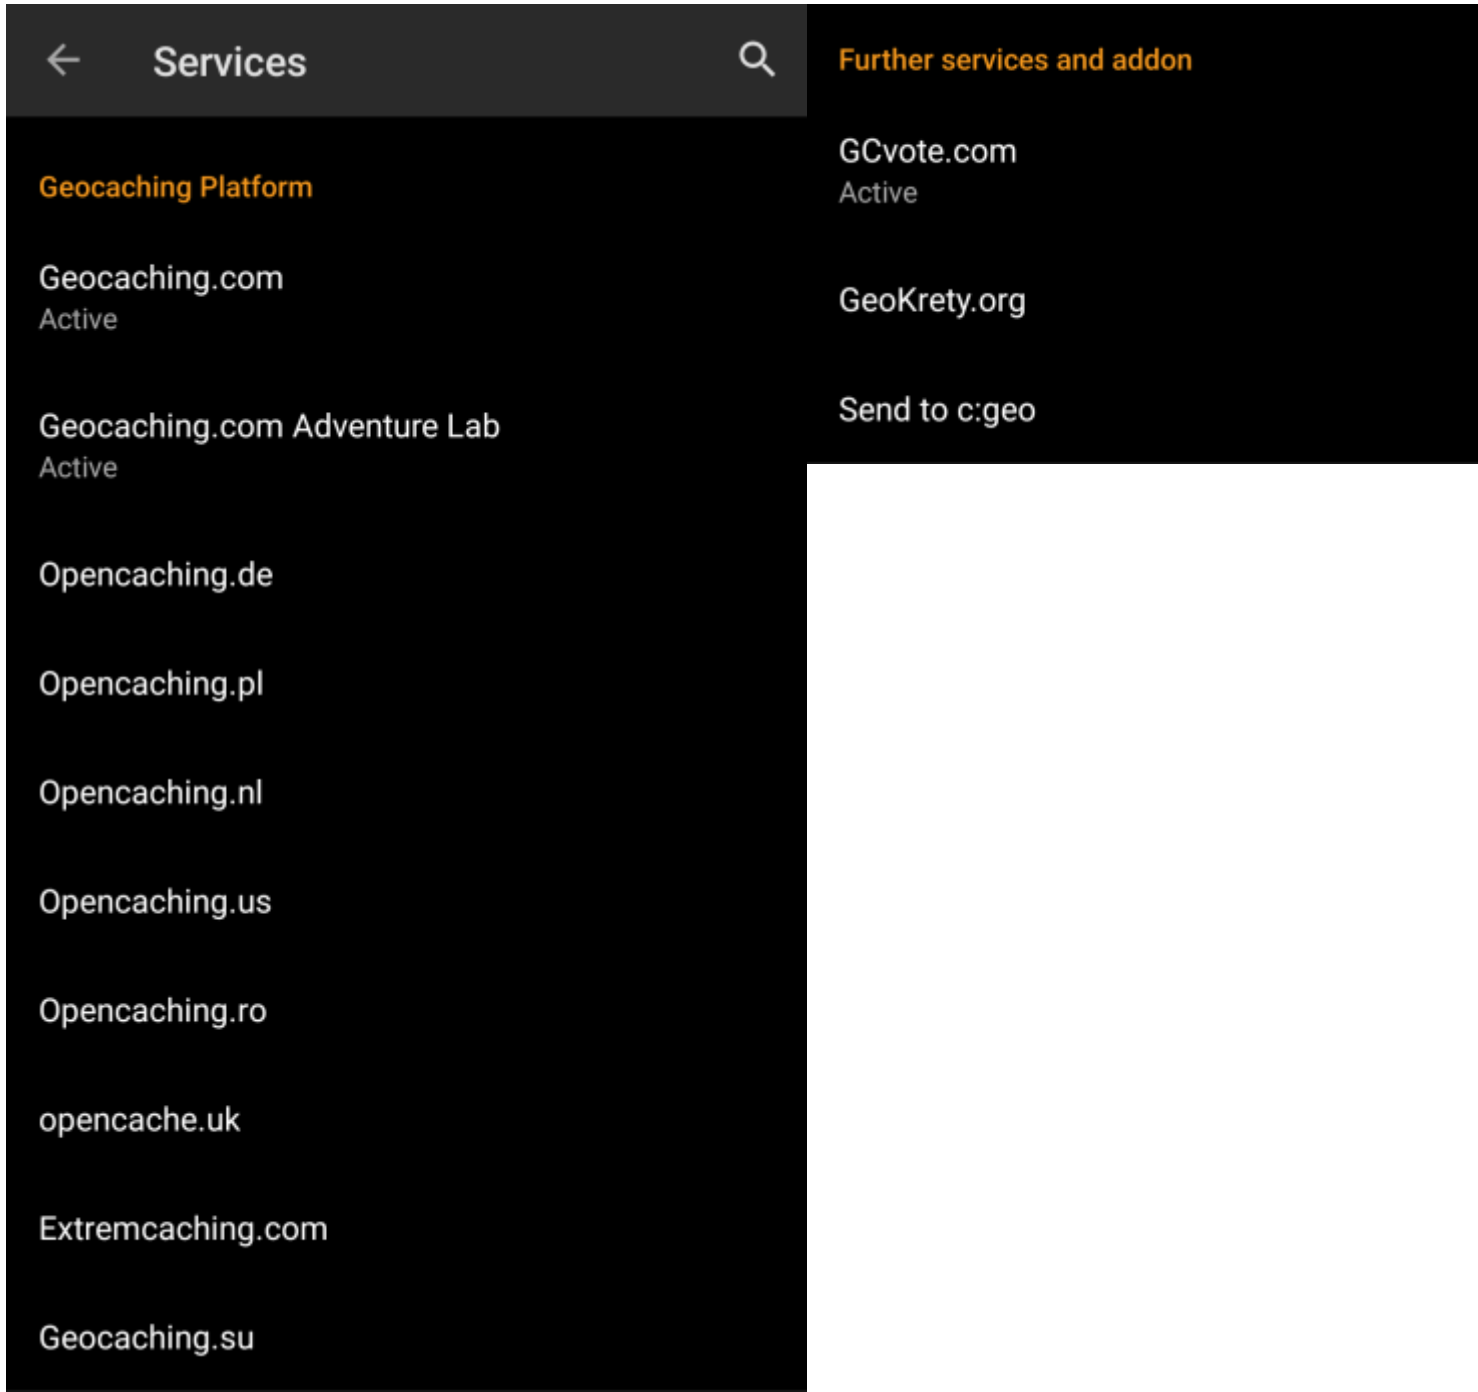 Services
Geocaching Platform
Geocaching.com
Active
Geocaching.com Adventure Lab
Active
Opencaching.de
Opencaching.pl
Opencaching.nl
Opencaching.us
Opencaching.ro
opencache.uk
Extremcaching.com
Geocaching.su
Further services and addon
GCvote.com
Active
GeoKrety.org
Send to c:geo